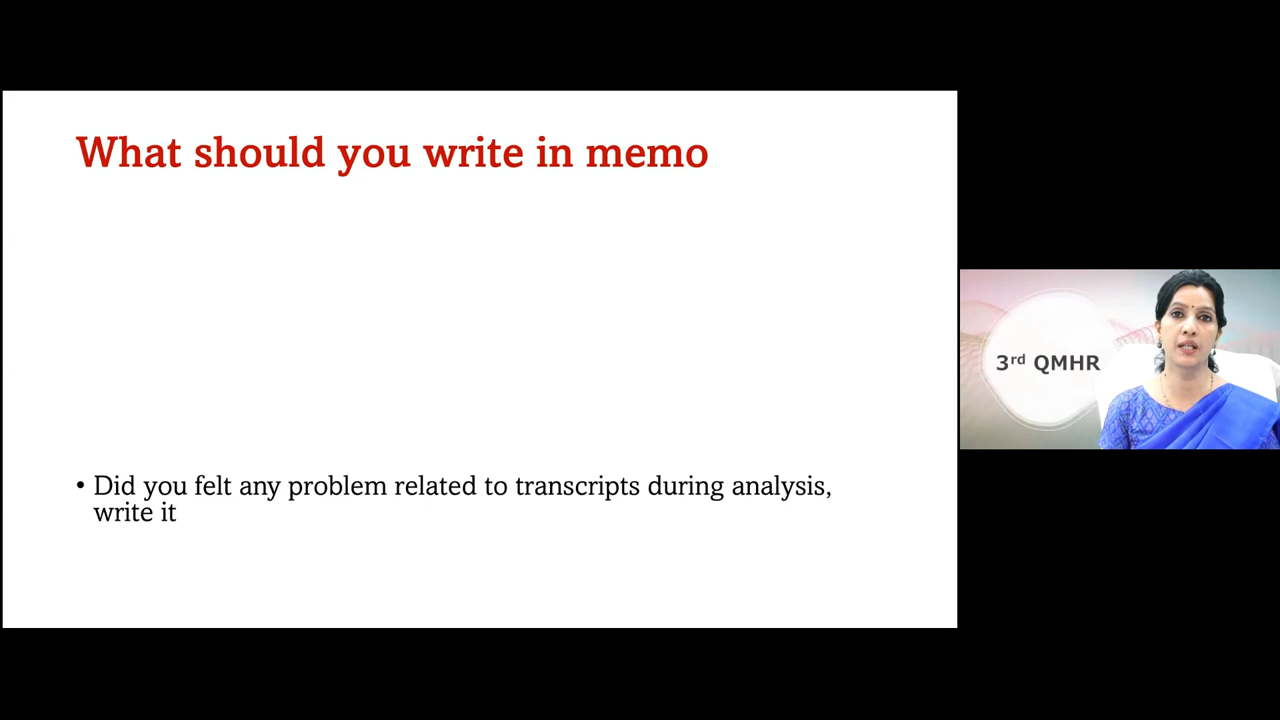 What should you write in memo
• Did you felt any problem related to transcripts during analysis,
write it
3rd QMHR